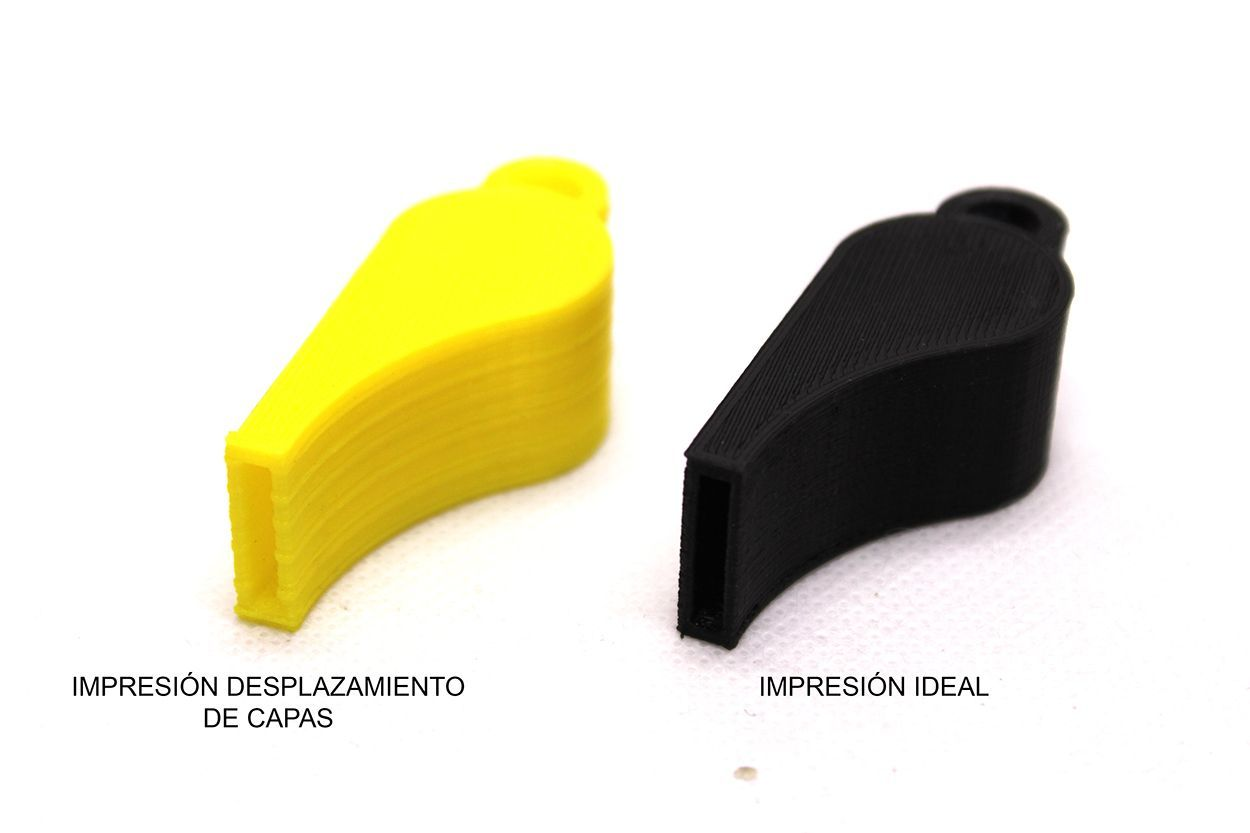 IMPRESIÓN DESPLAZAMIENTO
DE CAPAS
IMPRESIÓN IDEAL